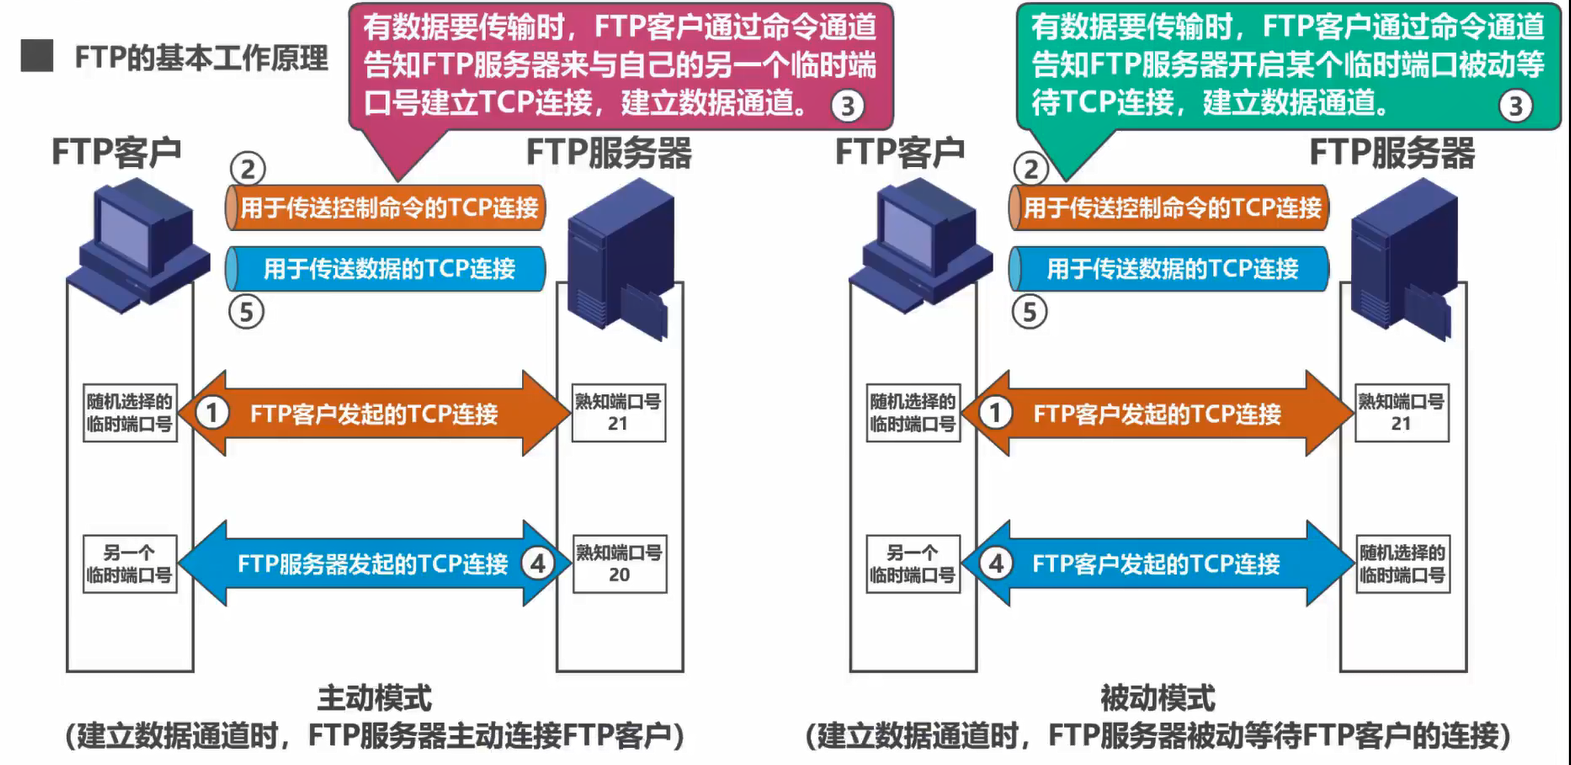 FTP的基本工作原理
有数据要传输时，FTP客户通过命令通道
告知FTP服务器来与自己的另一个临时端
口号建立TCP连接，建立数据通道。 ③
FTP客户
FTP服务器
②
用于传送控制命令的TCP连接
用于传送数据的TCP连接
⑤
随机选择的
临时端口号
① FTP客户发起的TCP连接
熟知端口号
21
另一个
临时端口号
FTP服务器发起的TCP连接 ④
熟知端口号
20
主动模式
（建立数据通道时，FTP服务器主动连接FTP客户）
有数据要传输时，FTP客户通过命令通道
告知FTP服务器开启某个临时端口被动等
待TCP连接，建立数据通道。 ③
FTP客户
FTP服务器
②
用于传送控制命令的TCP连接
用于传送数据的TCP连接
⑤
随机选择的
临时端口号
① FTP客户发起的TCP连接
熟知端口号
21
另一个
临时端口号
④ FTP客户发起的TCP连接
随机选择的
临时端口号
被动模式
（建立数据通道时，FTP服务器被动等待FTP客户的连接）